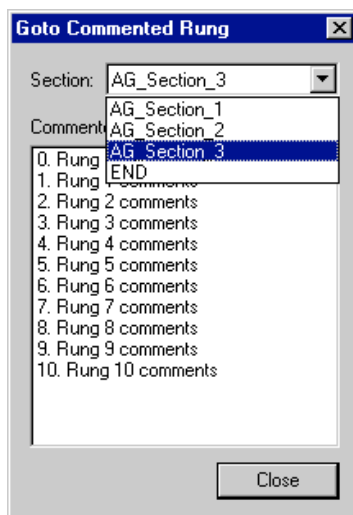 Goto Commented Rung
Section: AG_Section_3
AG_Section_1
AG_Section_2
AG_Section_3
END
0. Rung
1. Rung comments
2. Rung 2 comments
3. Rung 3 comments
4. Rung 4 comments
5. Rung 5 comments
6. Rung 6 comments
7. Rung 7 comments
8. Rung 8 comments
9. Rung 9 comments
10. Rung 10 comments
Close